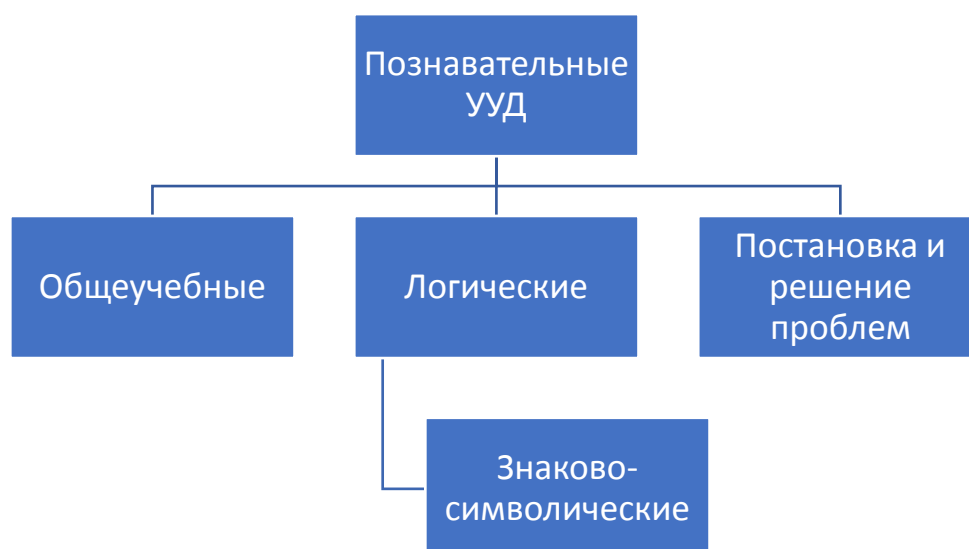 Познавательные
УУД
Общеучебные
Логические
Постановка и
решение
проблем
Знаково-
символические